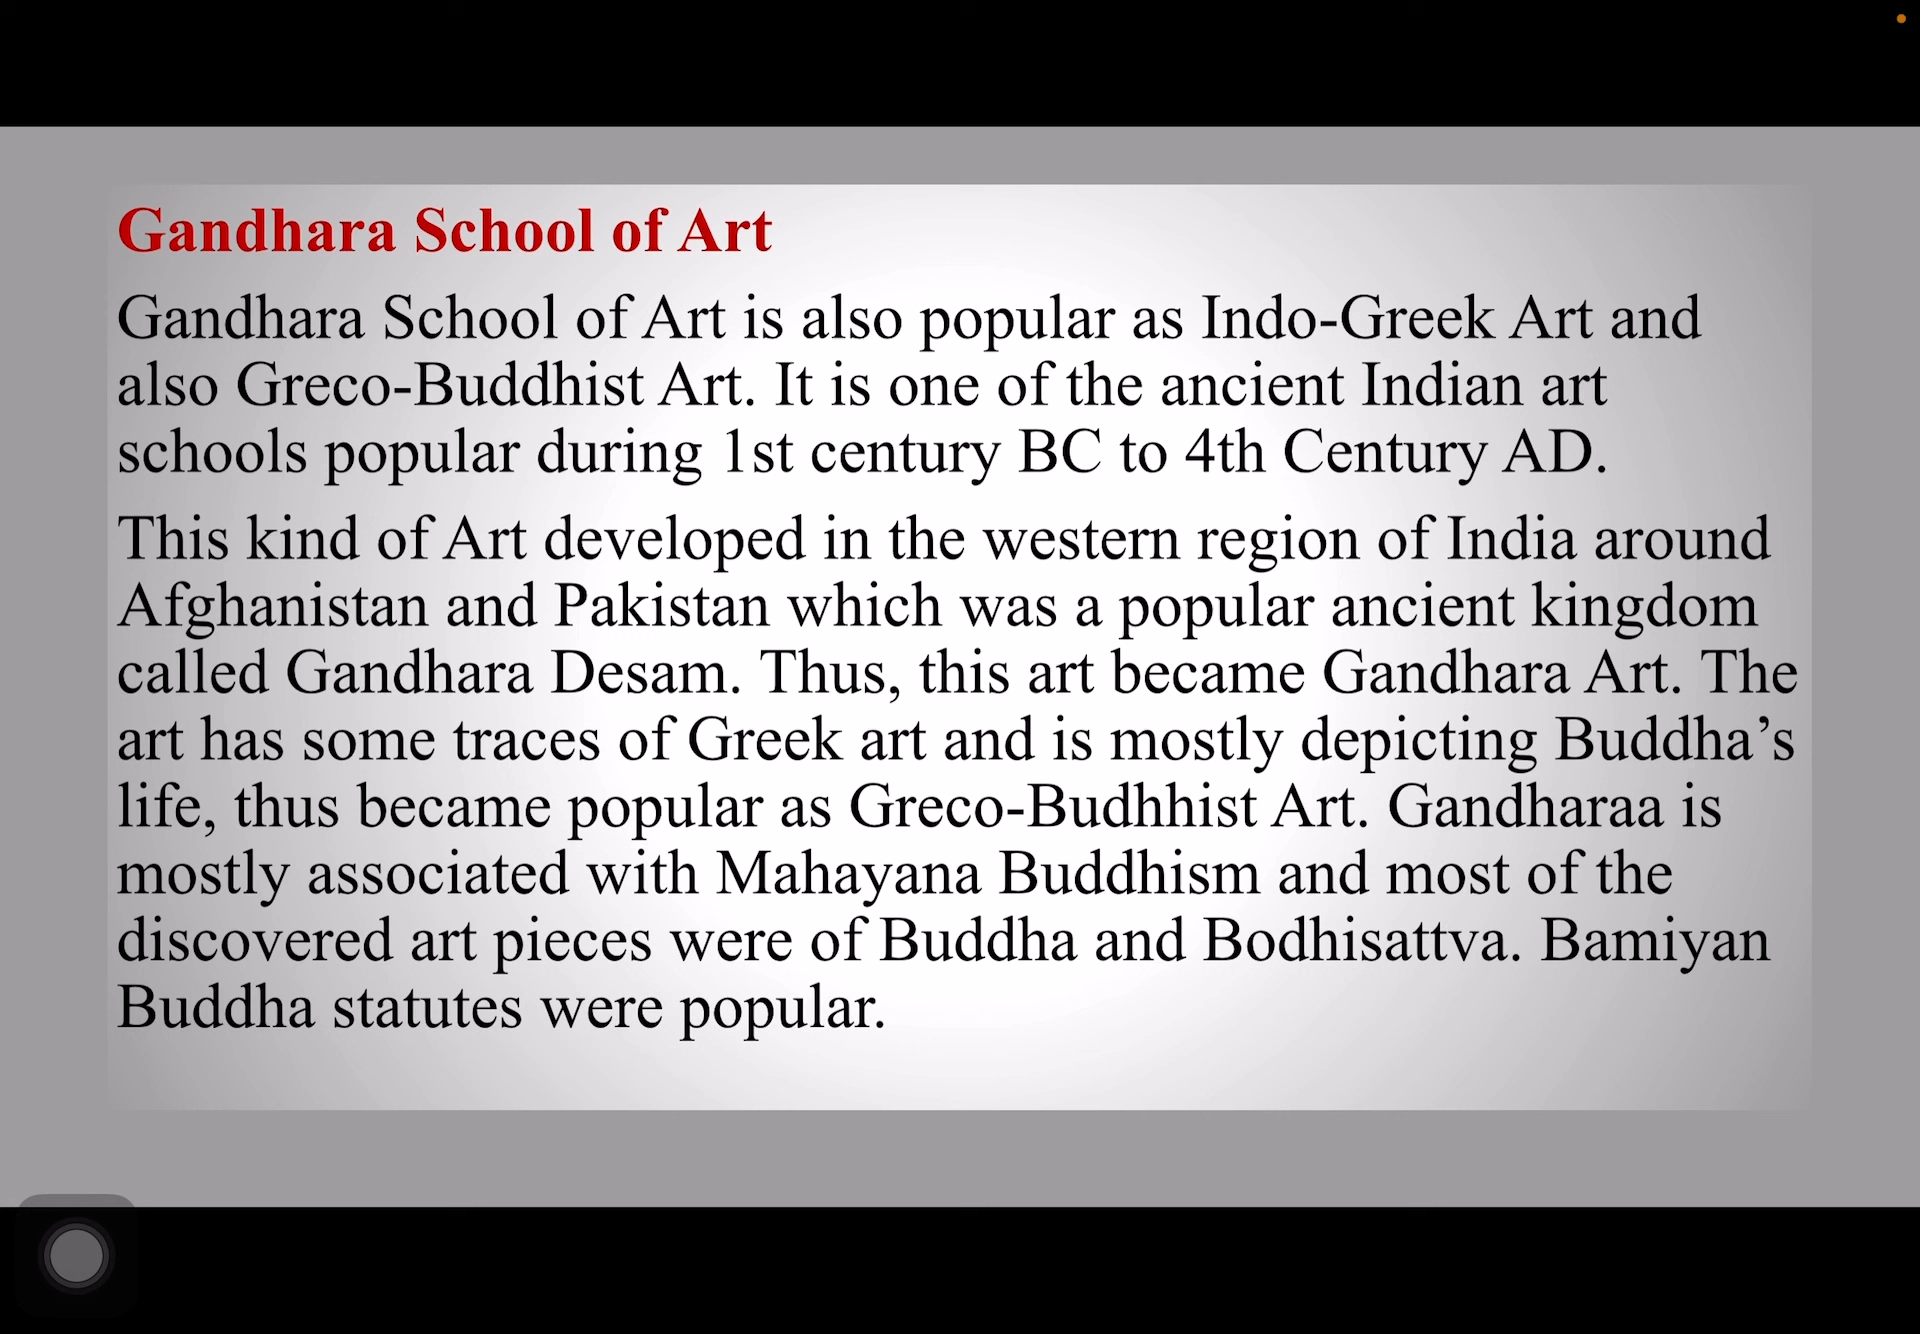 Gandhara School of Art
Gandhara School of Art is also popular as Indo-Greek Art and
also Greco-Buddhist Art. It is one of the ancient Indian art
schools popular during 1st century BC to 4th Century AD.
This kind of Art developed in the western region of India around
Afghanistan and Pakistan which was a popular ancient kingdom
called Gandhara Desam. Thus, this art became Gandhara Art. The
art has some traces of Greek art and is mostly depicting Buddha’s
life, thus became popular as Greco-Budhhist Art. Gandharaa is
mostly associated with Mahayana Buddhism and most of the
discovered art pieces were of Buddha and Bodhisattva. Bamiyan
Buddha statutes were popular.